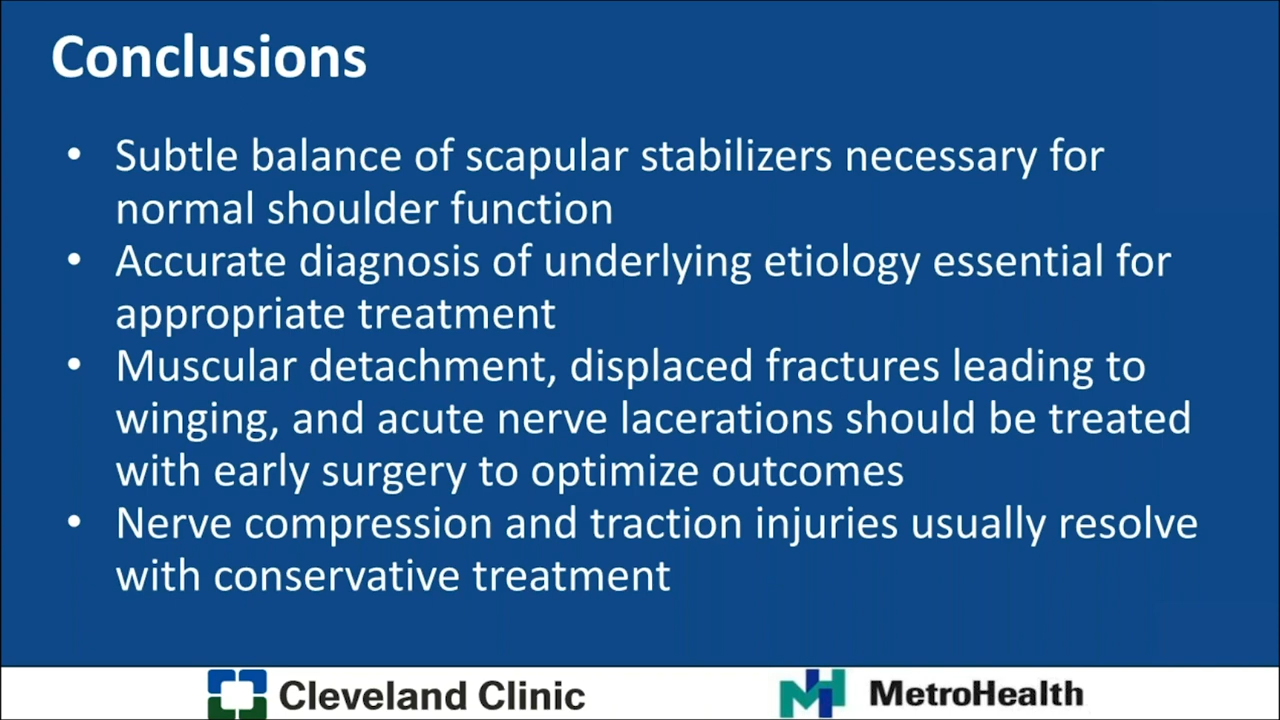 Conclusions
• Subtle balance of scapular stabilizers necessary for
normal shoulder function
• Accurate diagnosis of underlying etiology essential for
appropriate treatment
• Muscular detachment, displaced fractures leading to
winging, and acute nerve lacerations should be treated
with early surgery to optimize outcomes
• Nerve compression and traction injuries usually resolve
with conservative treatment
Cleveland Clinic
MetroHealth